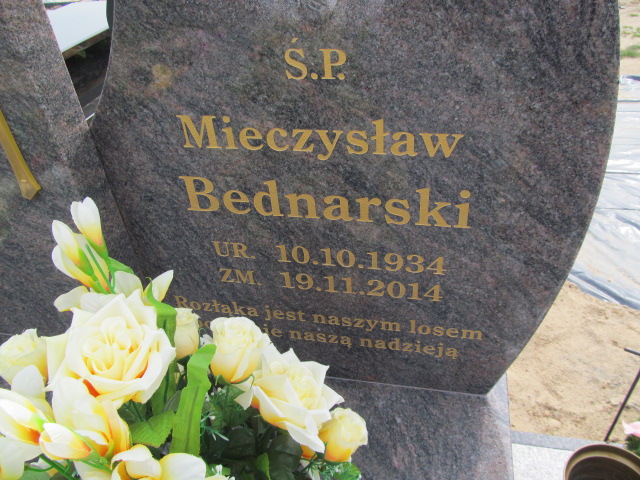 Ś.P.
Mieczysław
Bednarski
UR. 10.10.1934
ZM. 19.11.2014
Rozłąka jest naszym losem
naszą nadzieją